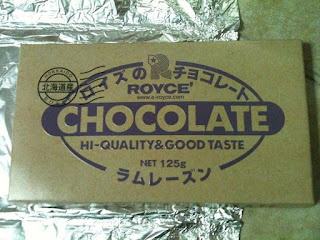 ロイズのチョコレート
R
北海道産
ROYCE'
www.e-royce.com
CHOCOLATE
HI-QUALITY&GOOD TASTE
NET 125g
ラムレーズン